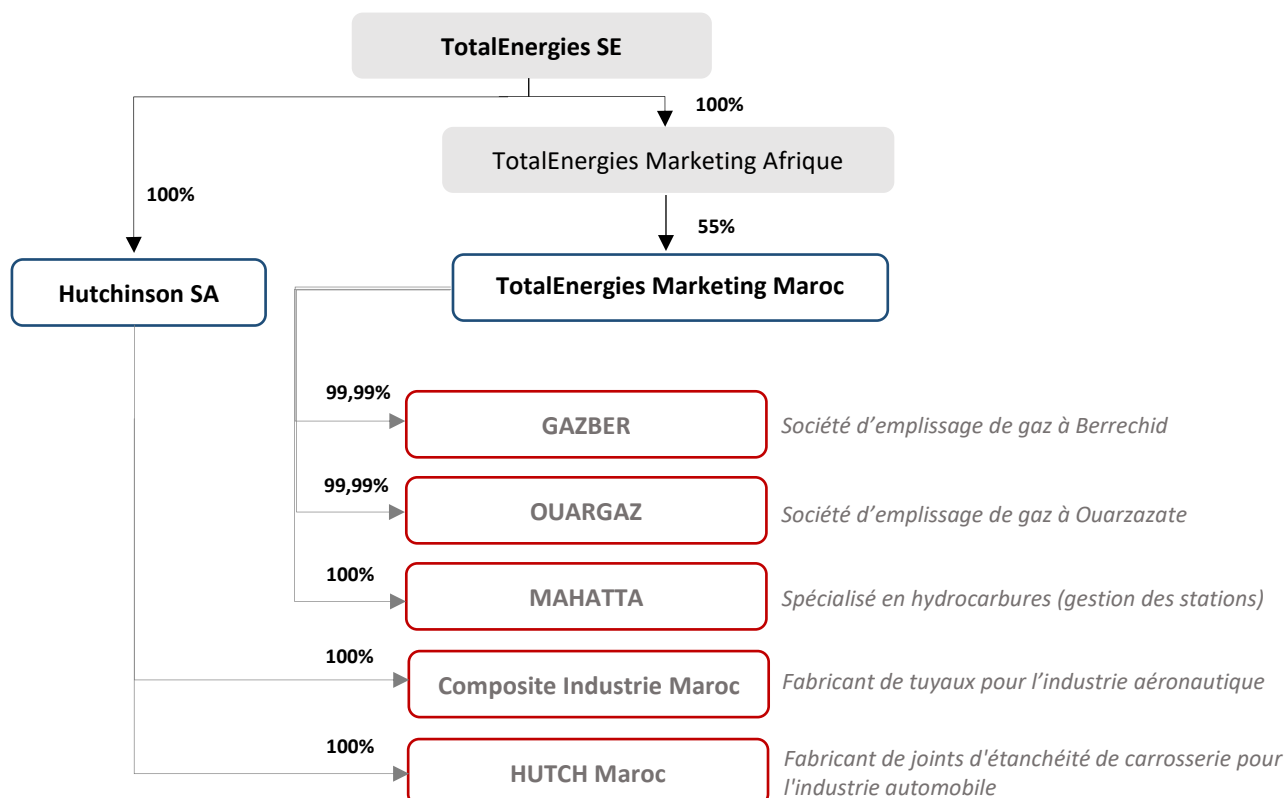 TotalEnergies SE
100%
TotalEnergies Marketing Afrique
100%
55%
Hutchinson SA
TotalEnergies Marketing Maroc
99,99%
GAZBER
Société d’emplissage de gaz à Berrechid
99,99%
OUARGAZ
Société d’emplissage de gaz à Ouarzazate
100%
MAHATTA
Spécialisé en hydrocarbures (gestion des stations)
100%
Composite Industrie Maroc
Fabricant de tuyaux pour l’industrie aéronautique
100%
HUTCH Maroc
Fabricant de joints d'étanchéité de carrosserie pour
l'industrie automobile